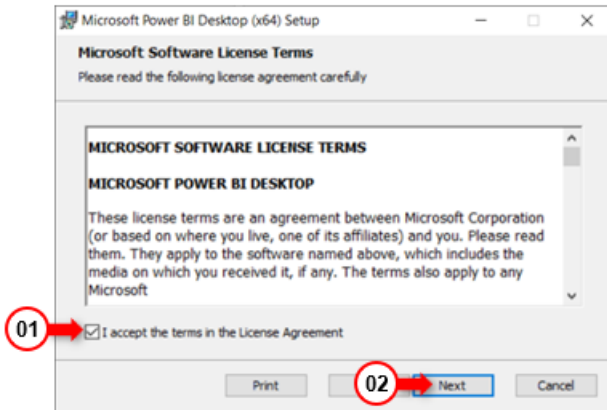 Microsoft Power BI Desktop (x64) Setup
Microsoft Software License Terms
Please read the following license agreement carefully
MICROSOFT SOFTWARE LICENSE TERMS
MICROSOFT POWER BI DESKTOP
These license terms are an agreement between Microsoft Corporation
(or based on where you live, one of its affiliates) and you. Please read
them. They apply to the software named above, which includes the
media on which you received it, if any. The terms also apply to any
Microsoft
01
I accept the terms in the License Agreement
Print
02
Next
Cancel